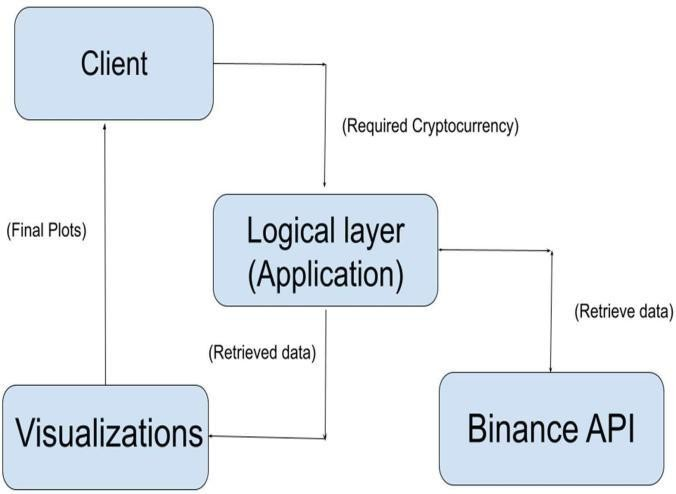 Client
(Required Cryptocurrency)
(Final Plots)
Logical layer
(Application)
(Retrieve data)
(Retrieved data)
Visualizations
Binance API